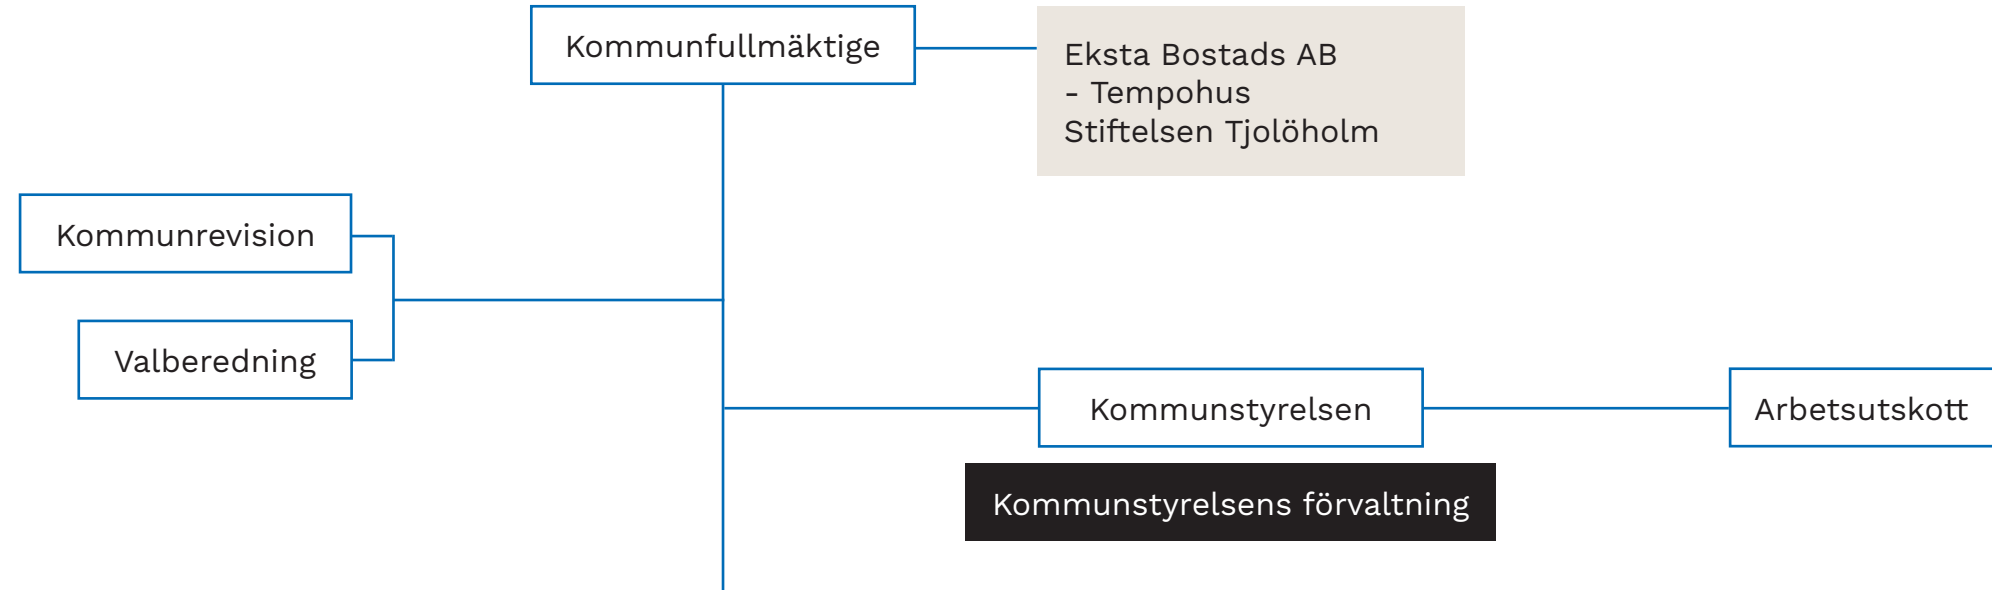 Kommunfullmäktige
Eksta Bostads AB
- Tempohus
Stiftelsen Tjolöholm
Kommunrevision
Valberedning
Kommunstyrelsen
Arbetsutskott
Kommunstyrelsens förvaltning